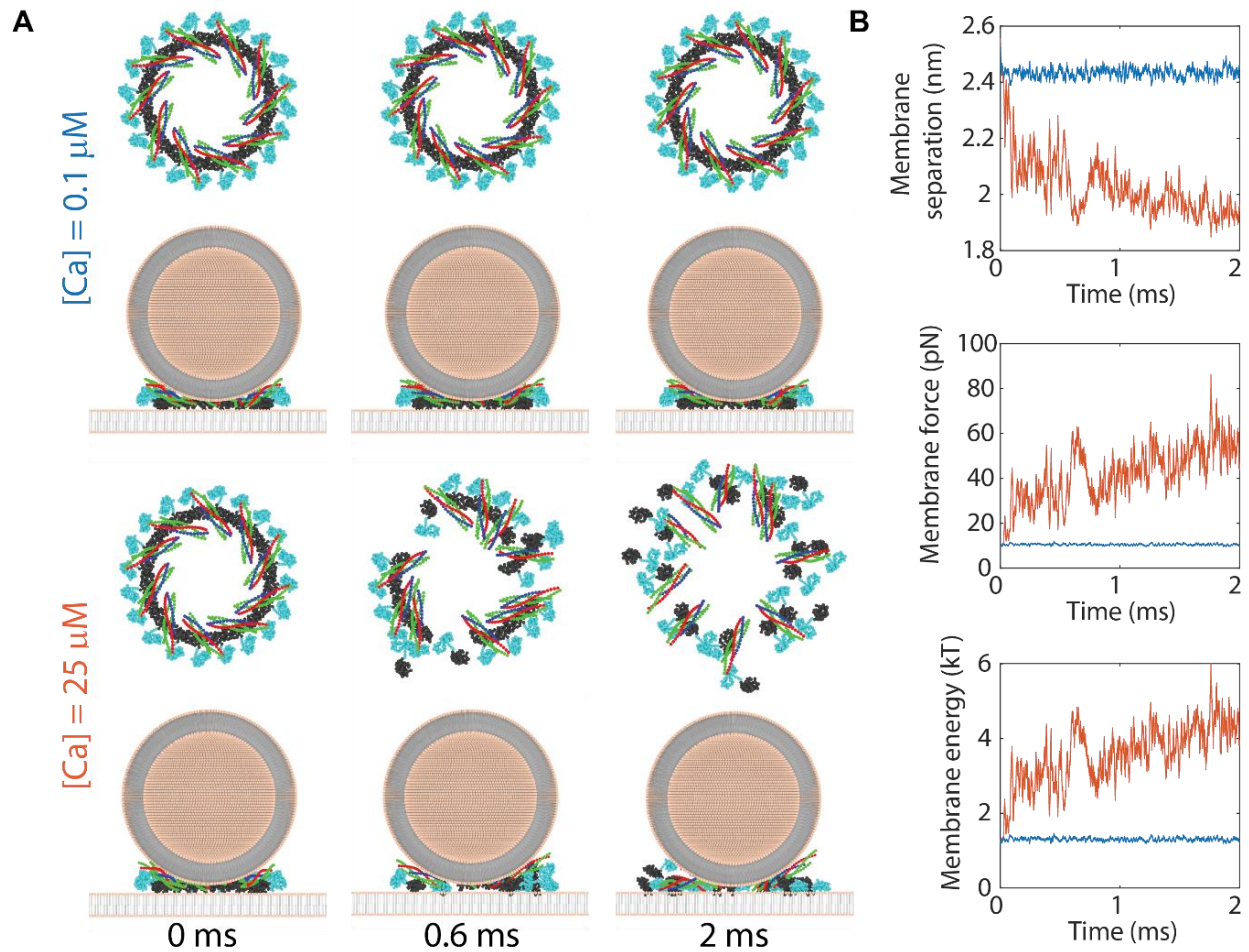 A
[Ca] = 0.1 µM
[Ca] = 25 µM
0 ms
0.6 ms
2 ms
B
2.6
2.4
2.2
2
1.8
Membrane
separation (nm)
0
1
2
Time (ms)
100
80
60
40
20
0
Membrane force (pN)
0
1
2
Time (ms)
6
4
2
0
Membrane energy (kT)
0
1
2
Time (ms)